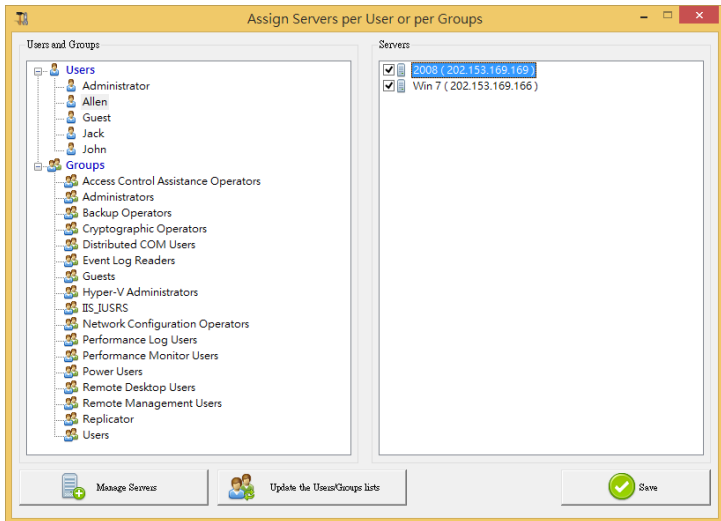 Assign Servers per User or per Groups
Users and Groups
Users
Administrator
Allen
Guest
Jack
John
Groups
Access Control Assistance Operators
Administrators
Backup Operators
Cryptographic Operators
Distributed COM Users
Event Log Readers
Guests
Hyper-V Administrators
IIS_IUSRS
Network Configuration Operators
Performance Log Users
Performance Monitor Users
Power Users
Remote Desktop Users
Remote Management Users
Replicator
Users
Servers
2008 ( 202.153.169.169 )
Win 7 ( 202.153.169.166 )
Manage Servers
Update the Users/Groups lists
Save